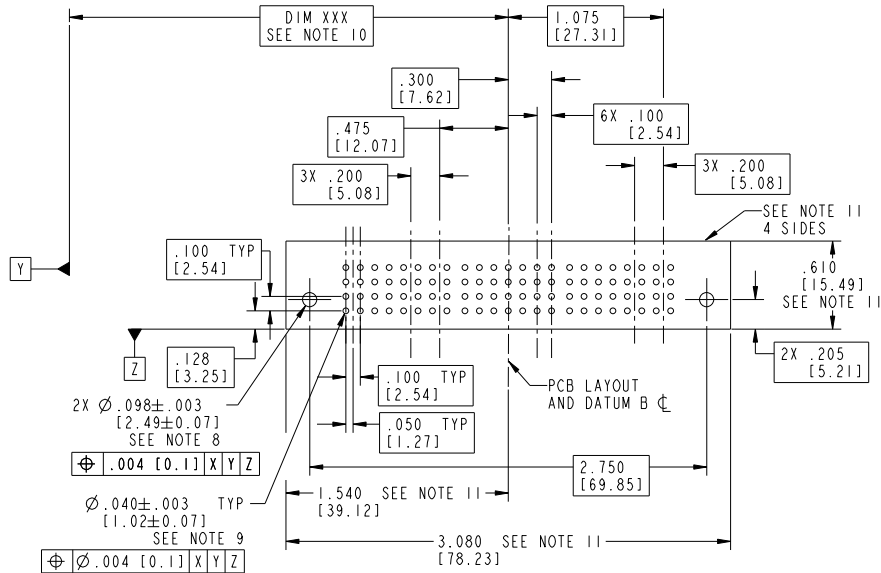 DIM XXX
SEE NOTE 10
1.075
[27.31]
.300
[7.62]
.475
[12.07]
6X .100
[2.54]
3X .200
[5.08]
3X .200
[5.08]
SEE NOTE 11
4 SIDES
.100 TYP
[2.54]
Y
.610
[15.49]
SEE NOTE 11
Z
.128
[3.25]
2X .205
[5.21]
.100 TYP
[2.54]
PCB LAYOUT
AND DATUM B ℄
2X Ø.098±.003
[2.49±0.07]
SEE NOTE 8
⌖ .004 [0.1] X Y Z
.050 TYP
[1.27]
2.750
[69.85]
1.540 SEE NOTE 11
[39.12]
Ø.040±.003 TYP
[1.02±0.07]
SEE NOTE 9
⌖ Ø.004 [0.1] X Y Z
3.080 SEE NOTE 11
[78.23]